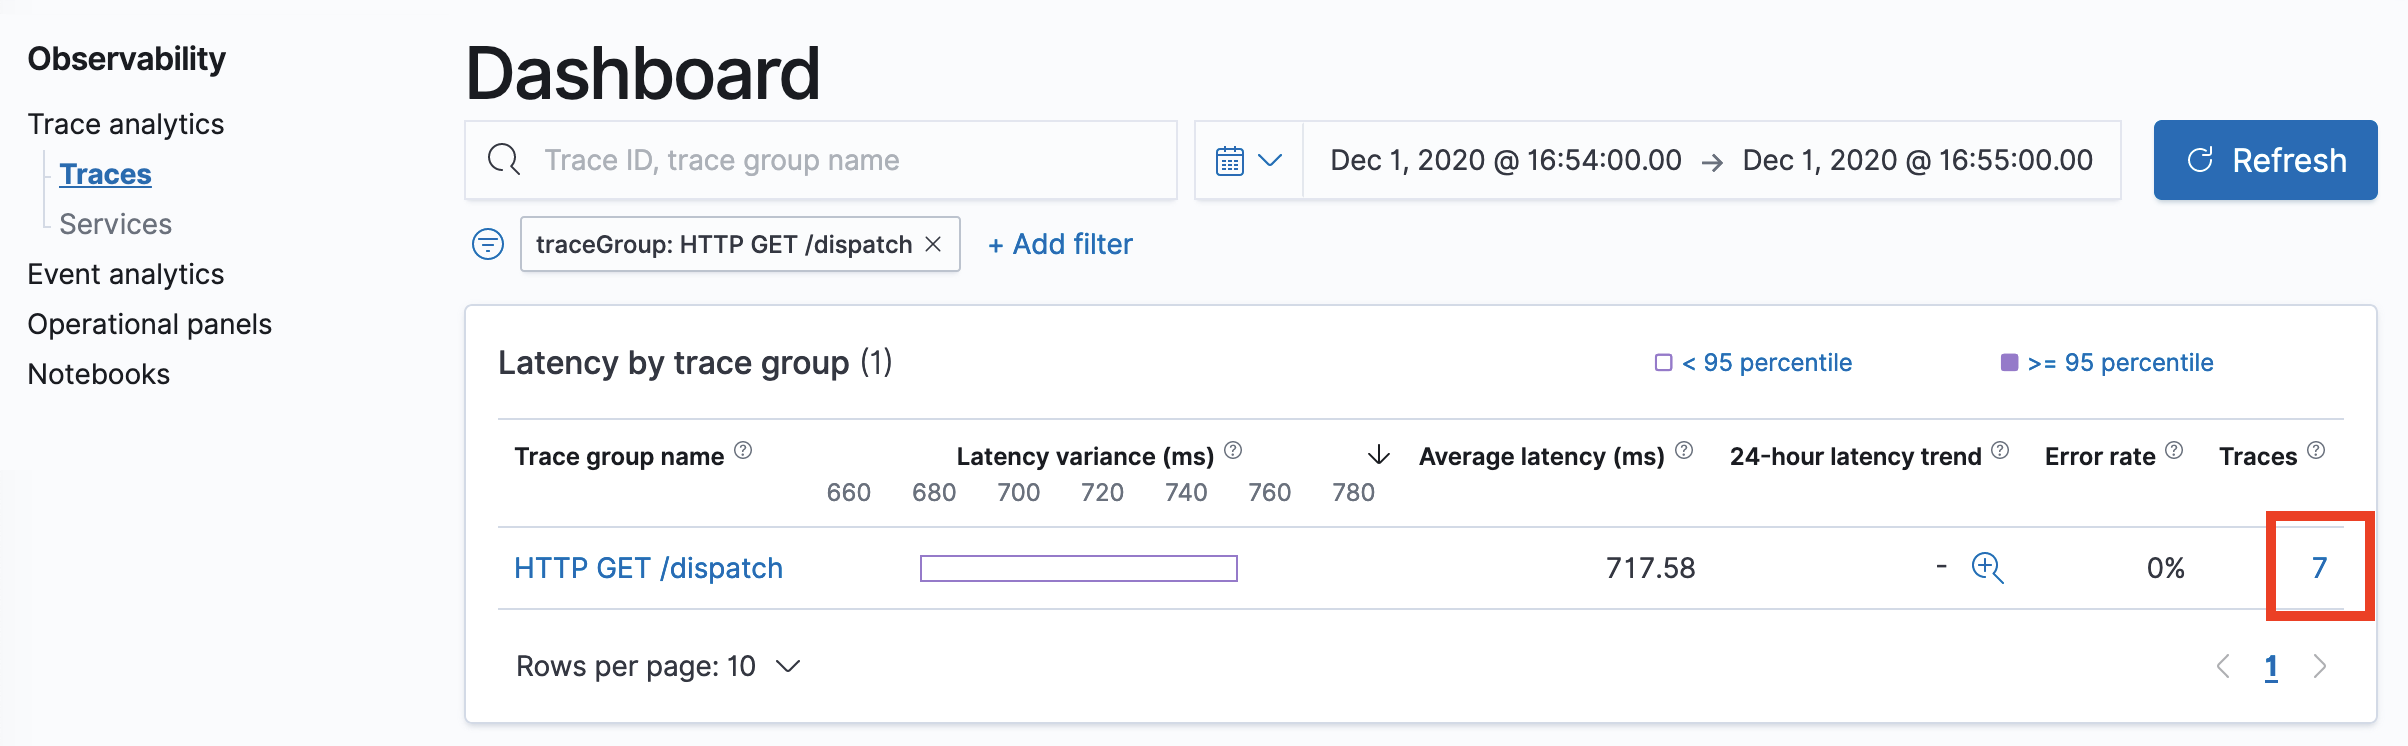 Observability
Trace analytics
Traces
Services
Event analytics
Operational panels
Notebooks
Dashboard
Trace ID, trace group name
Dec 1, 2020 @ 16:54:00.00 → Dec 1, 2020 @ 16:55:00.00
Refresh
traceGroup: HTTP GET /dispatch ×
+ Add filter
Latency by trace group (1)
< 95 percentile
>= 95 percentile
Trace group name ? Latency variance (ms) ? ↓ Average latency (ms) ? 24-hour latency trend ? Error rate ? Traces ?
660 680 700 720 740 760 780
HTTP GET /dispatch 717.58 - 0% 7
Rows per page: 10
< 1 >